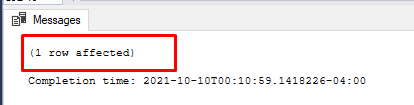 Messages
(1 row affected)
Completion time: 2021-10-10T00:10:59.1418226-04:00